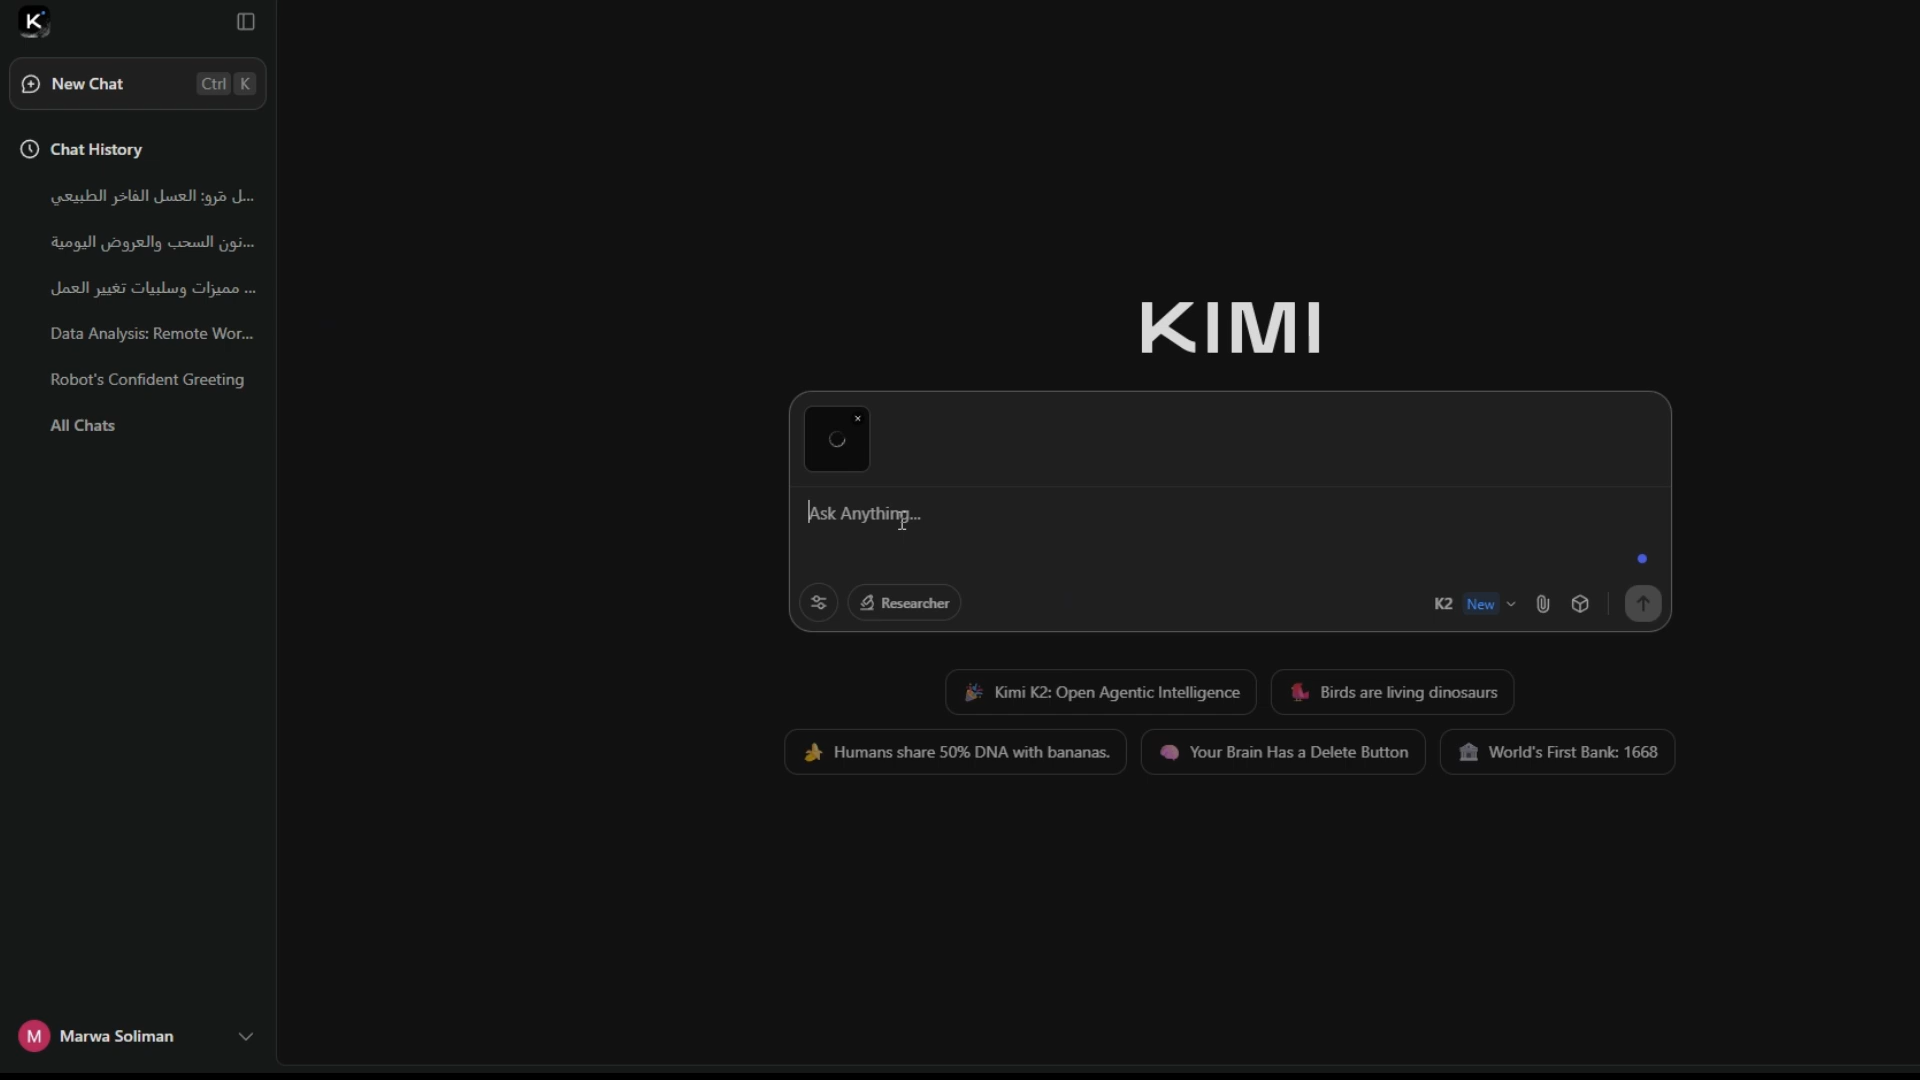 K
New Chat Ctrl K
Chat History
...ل مَرو: العسل الفاخر الطبيعي
...نون السحب والعروض اليومية
... مميزات وسلبيات تغيير العمل
Data Analysis: Remote Wor...
Robot's Confident Greeting
All Chats
KIMI
Ask Anything...
Researcher
K2 New
Kimi K2: Open Agentic Intelligence
Birds are living dinosaurs
Humans share 50% DNA with bananas.
Your Brain Has a Delete Button
World's First Bank: 1668
M Marwa Soliman